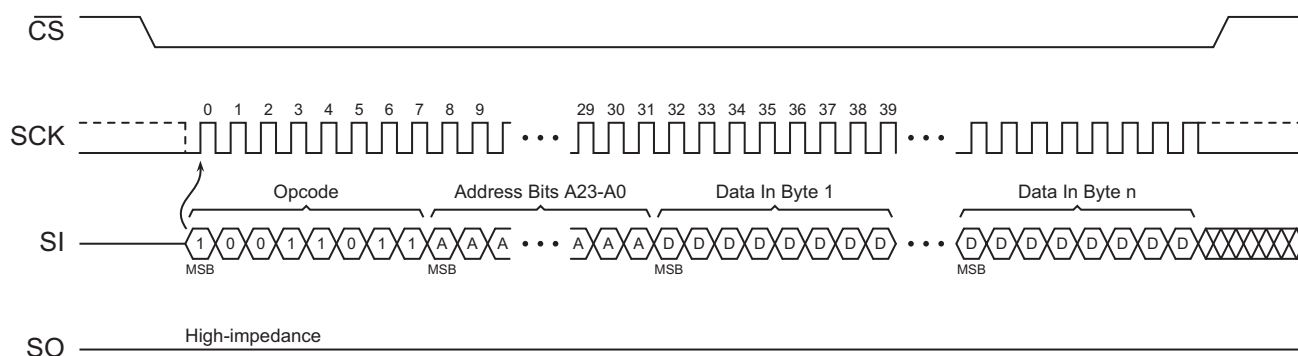 CS
SCK
0 1 2 3 4 5 6 7 8 9 29 30 31 32 33 34 35 36 37 38 39
• • •
• • •
Opcode
Address Bits A23-A0
Data In Byte 1
Data In Byte n
SI
1 0 0 1 1 0 1 1 A A A • • • A A A D D D D D D D D • • • D D D D D D D D
MSB
MSB
MSB
MSB
SO
High-impedance